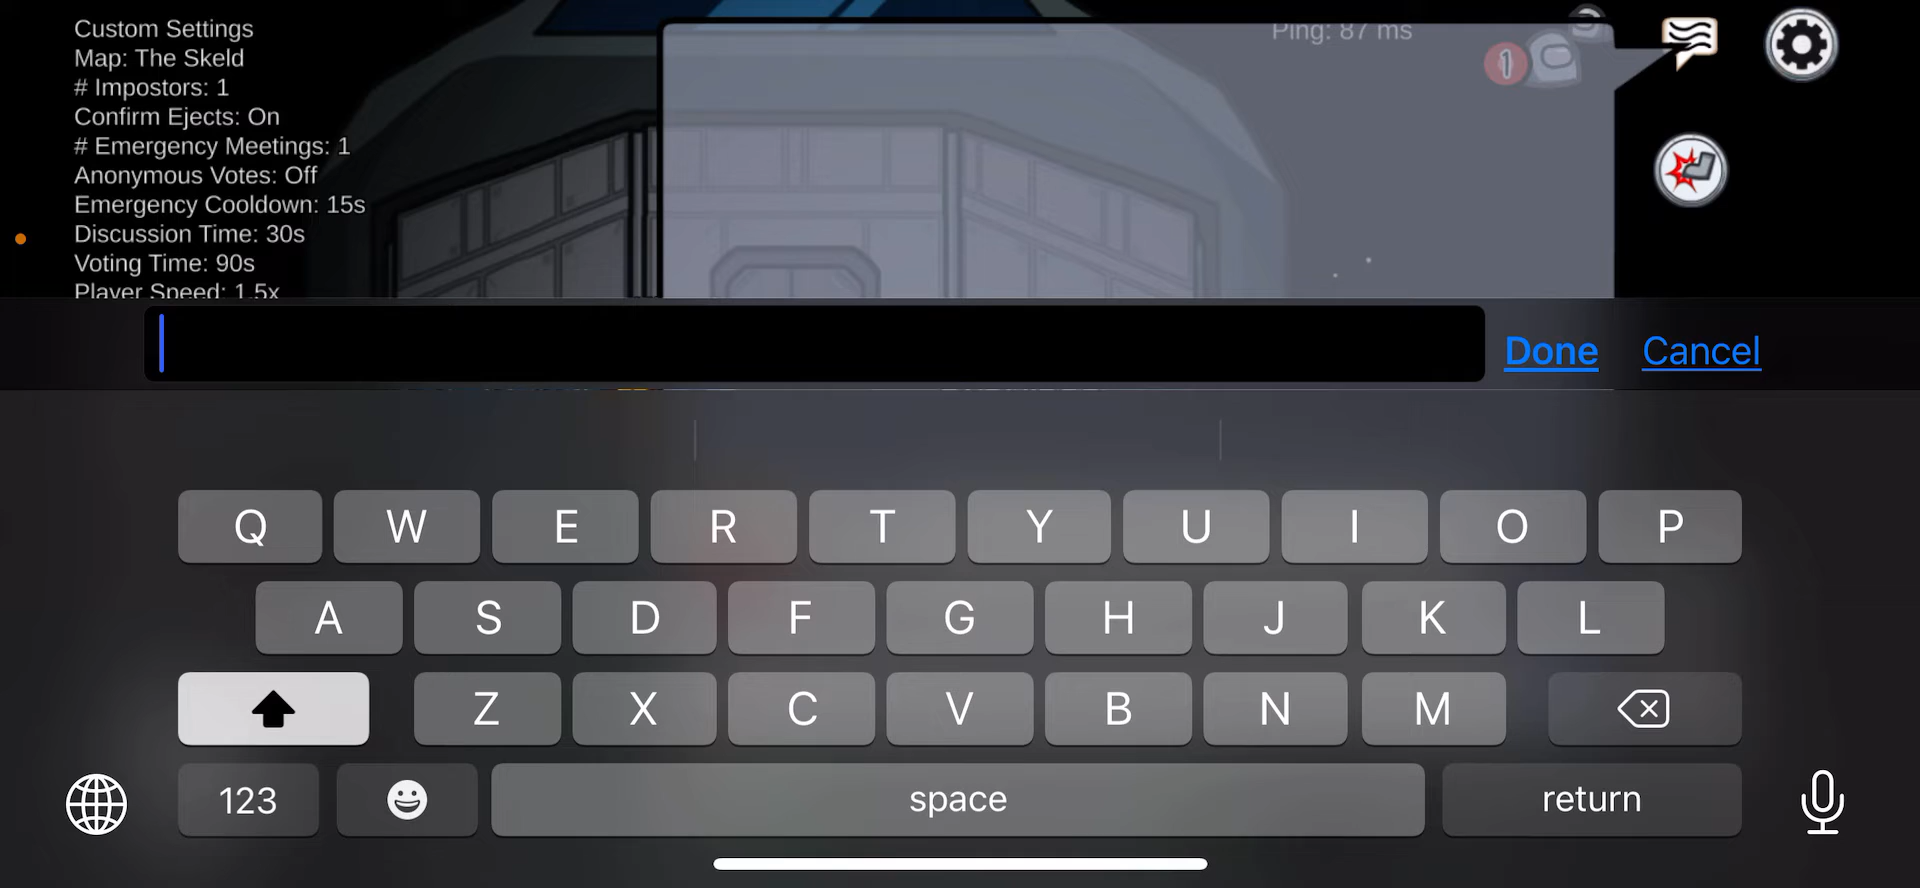 Custom Settings
Map: The Skeld
# Impostors: 1
Confirm Ejects: On
# Emergency Meetings: 1
Anonymous Votes: Off
Emergency Cooldown: 15s
Discussion Time: 30s
Voting Time: 90s
Player Speed: 1.5x
Ping: 87 ms
1
Done Cancel
Q W E R T Y U I O P
A S D F G H J K L
Z X C V B N M
123 space return